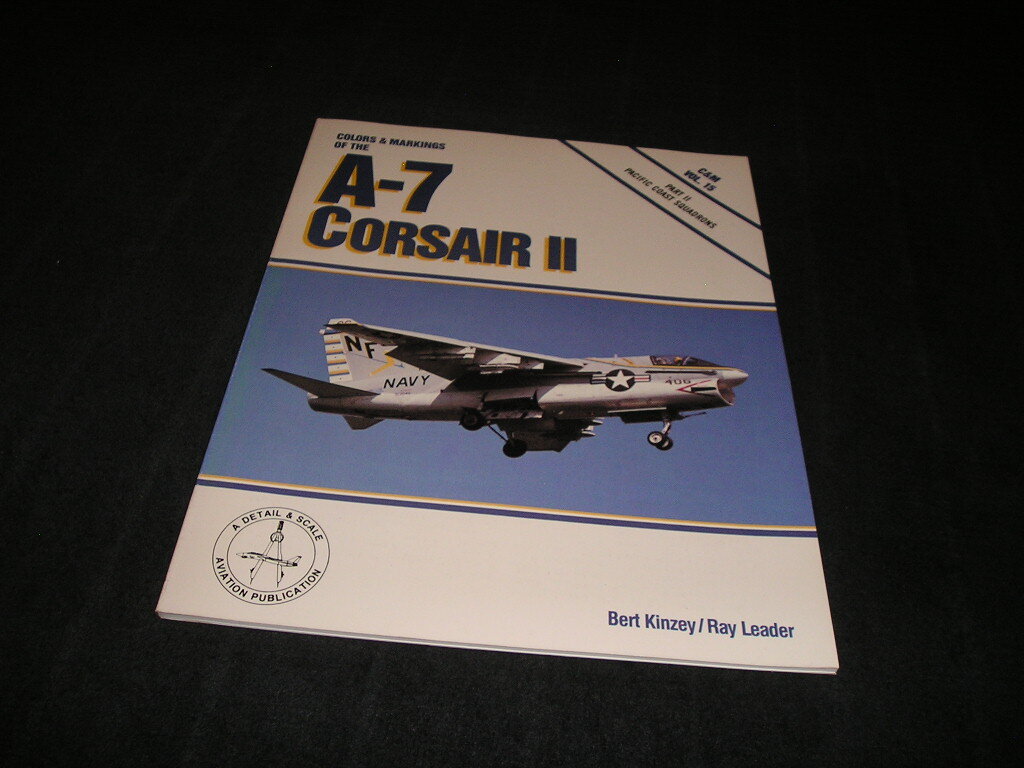 COLORS & MARKINGS
OF THE
A-7
CORSAIR II
C&M
VOL. 15
PART II
PACIFIC COAST SQUADRONS
NF
NAVY
406
A DETAIL & SCALE
AVIATION PUBLICATION
Bert Kinzey/Ray Leader